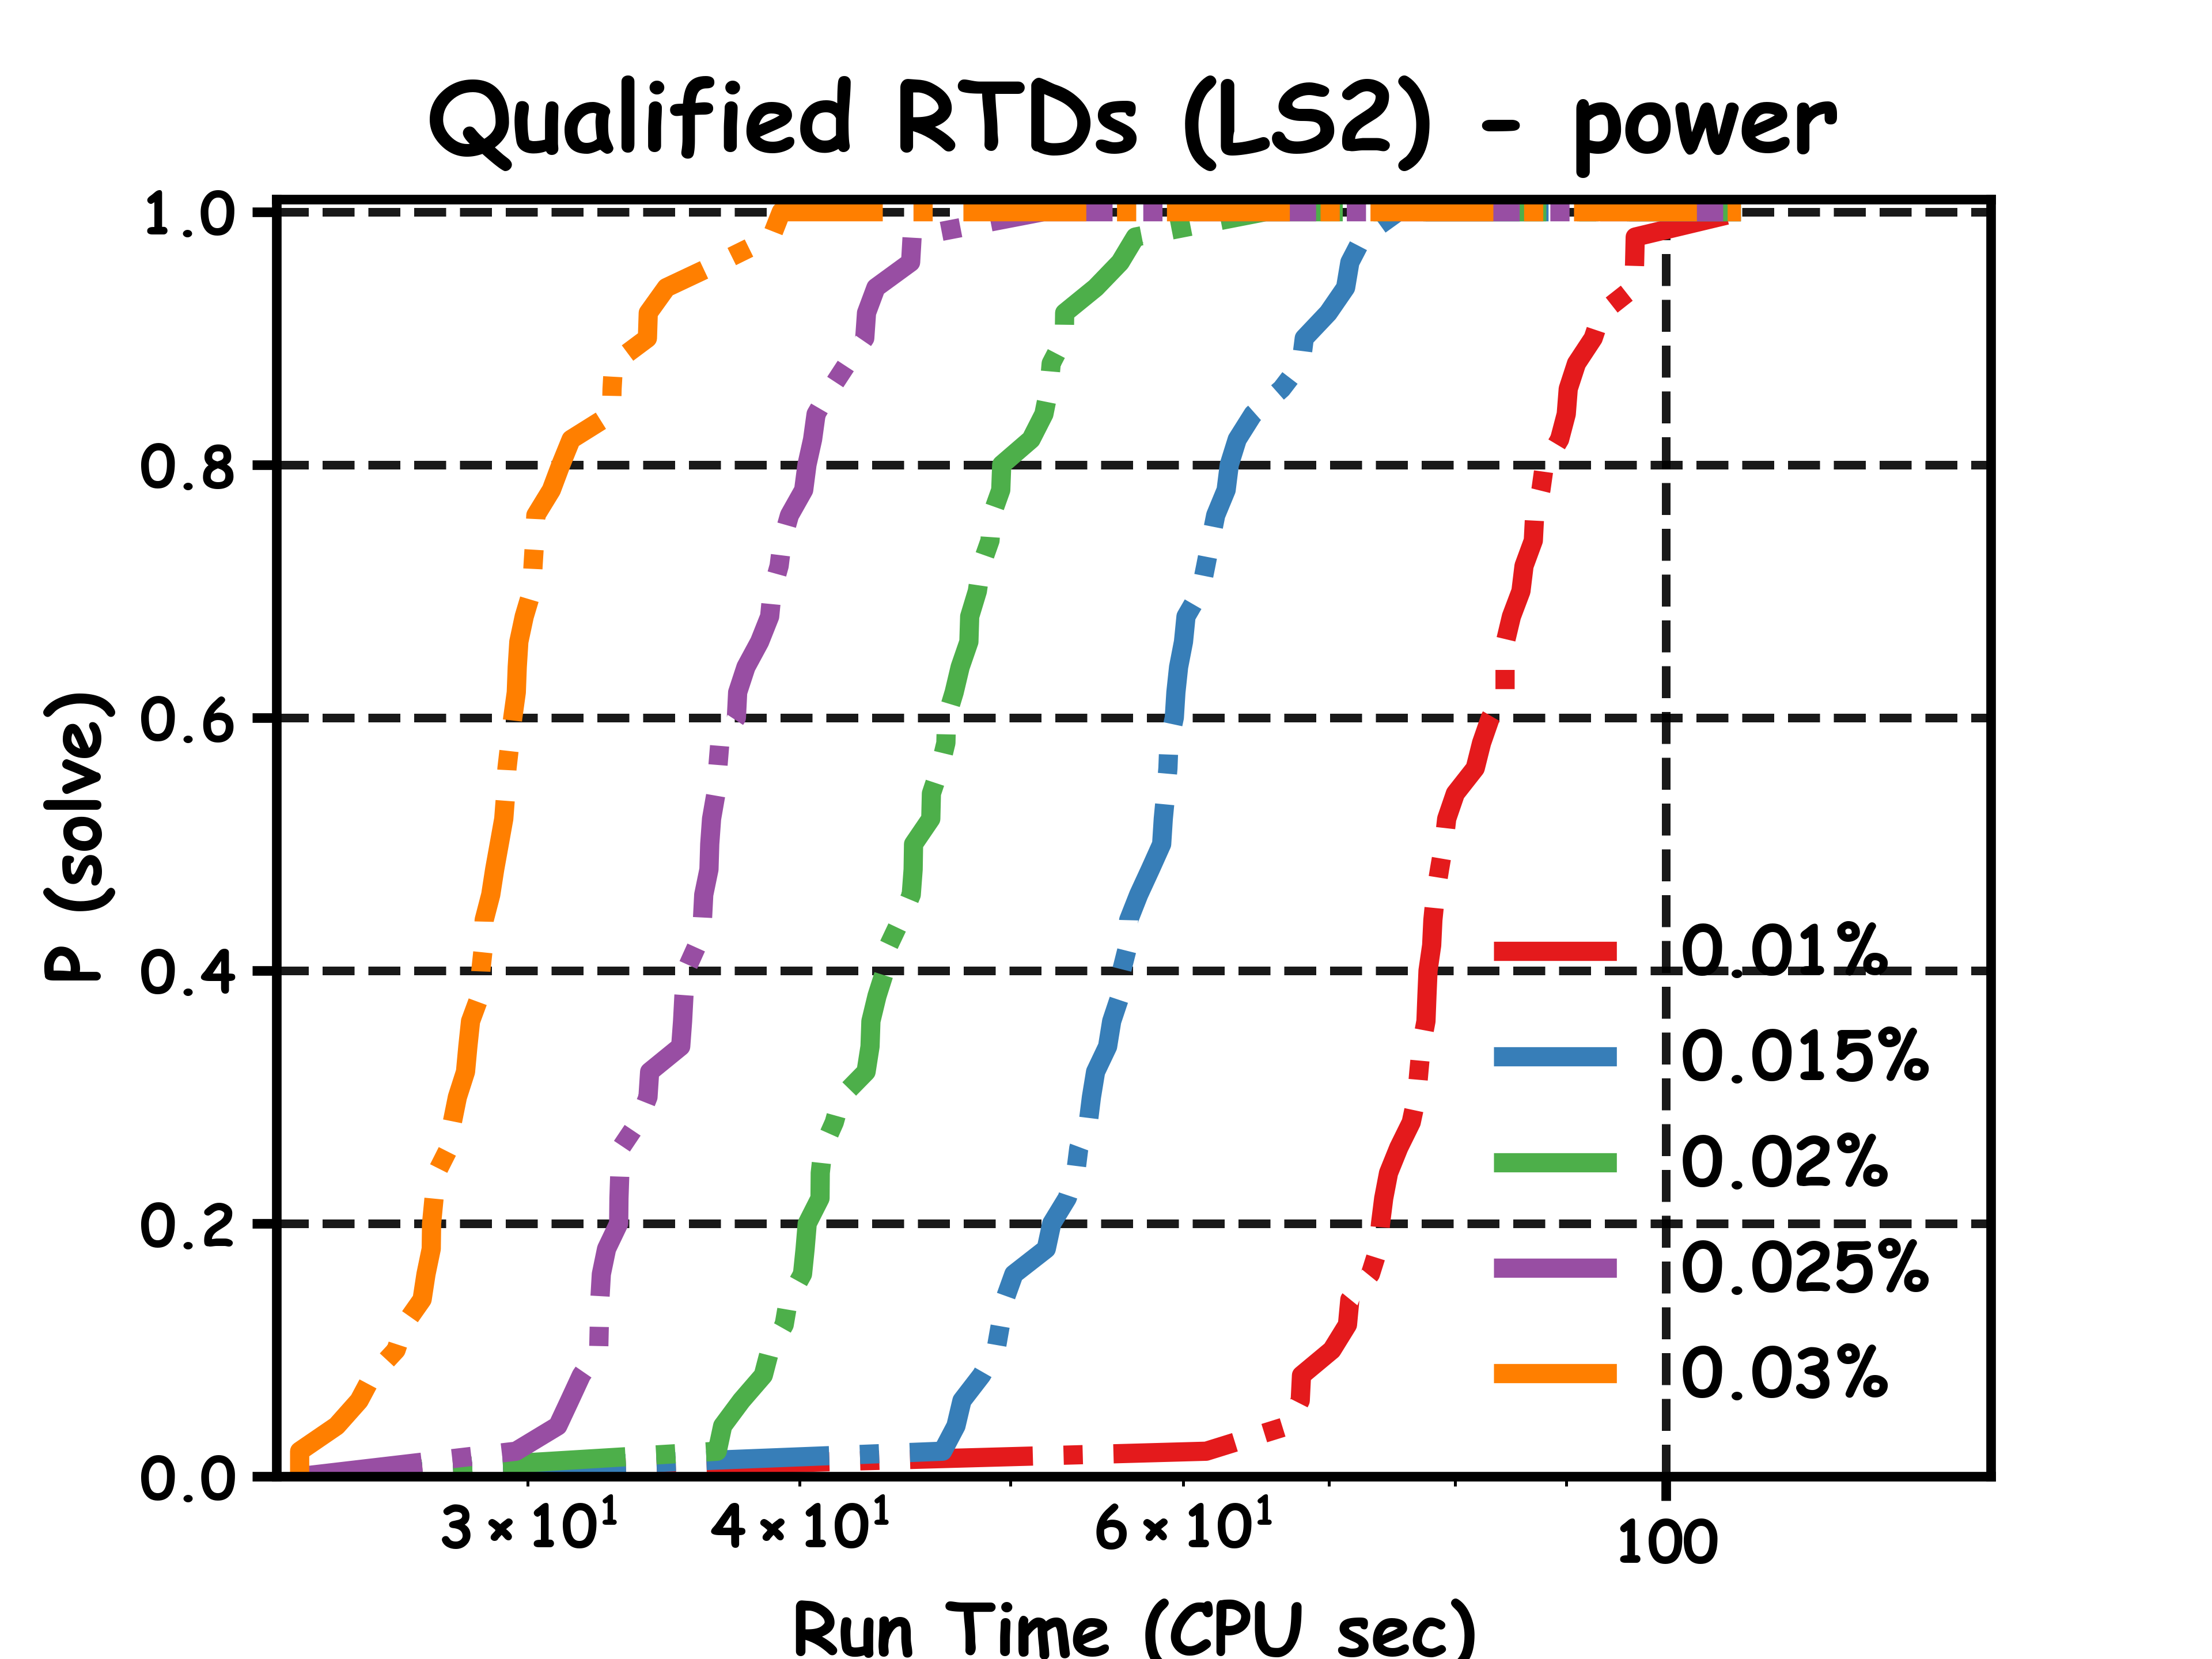 Qualified RTDs (LS2) - power
1.0
0.8
0.6
0.4
0.2
0.0
P (solve)
0.01%
0.015%
0.02%
0.025%
0.03%
3×10¹ 4×10¹ 6×10¹ 100
Run Time (CPU sec)